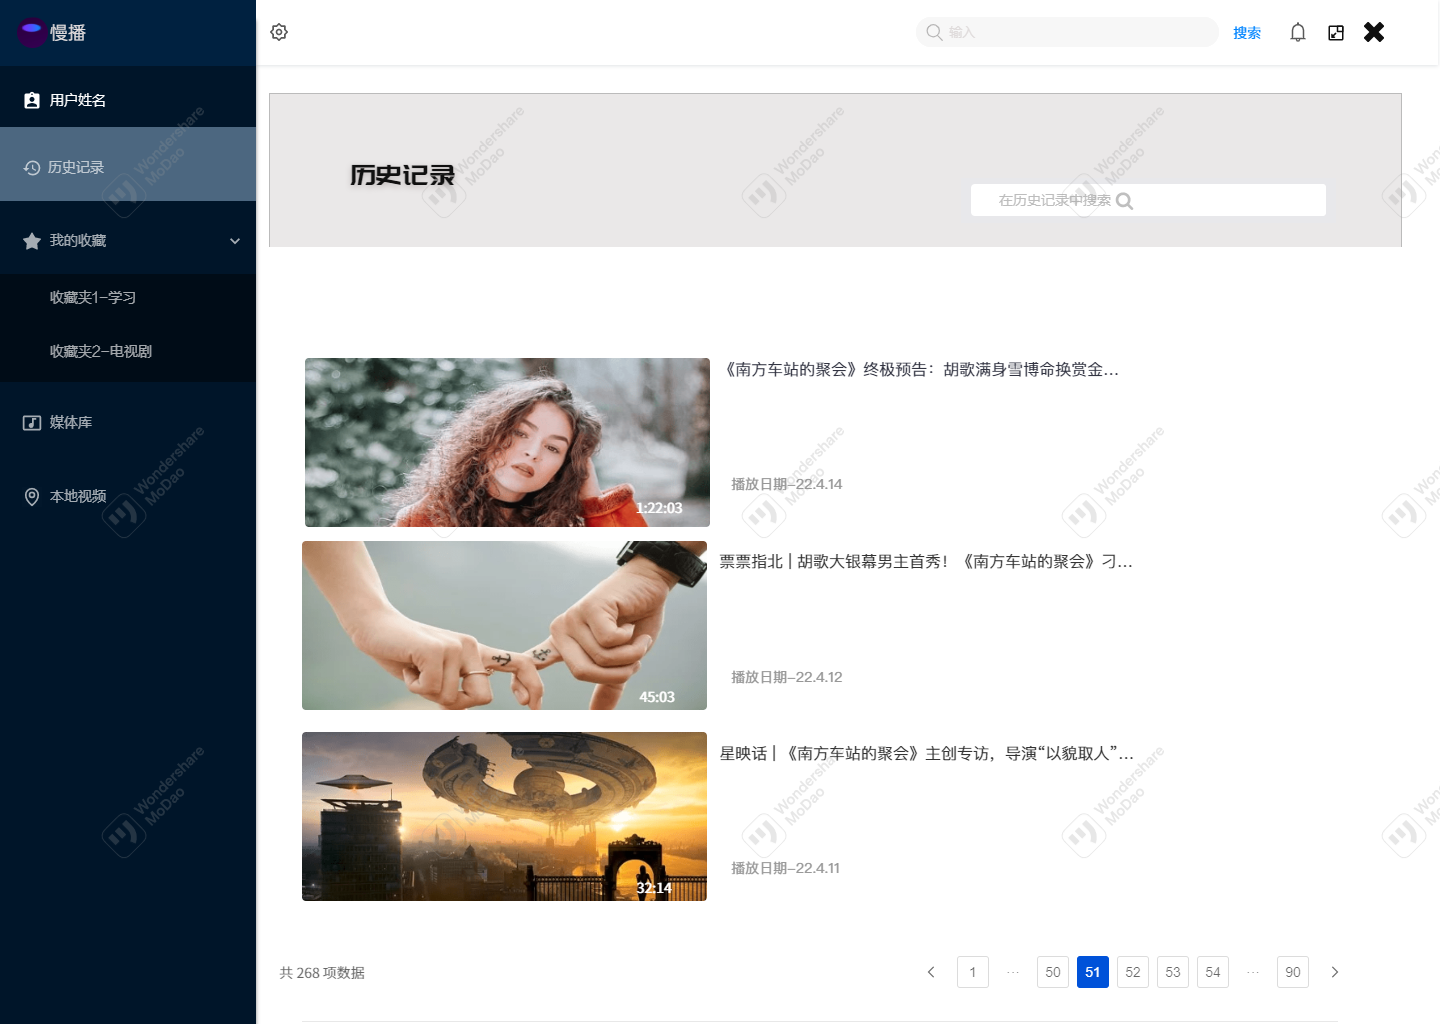 慢播
输入
搜索
用户姓名
历史记录
我的收藏
收藏夹1-学习
收藏夹2-电视剧
媒体库
本地视频
历史记录
在历史记录中搜索
《南方车站的聚会》终极预告：胡歌满身雪博命换赏金...
播放日期-22.4.14
1:22:03
票票指北 | 胡歌大银幕男主首秀！《南方车站的聚会》刁...
播放日期-22.4.12
45:03
星映话 | 《南方车站的聚会》主创专访，导演“以貌取人”...
播放日期-22.4.11
32:14
共 268 项数据
1 ··· 50 51 52 53 54 ··· 90
Wondershare
MoDao